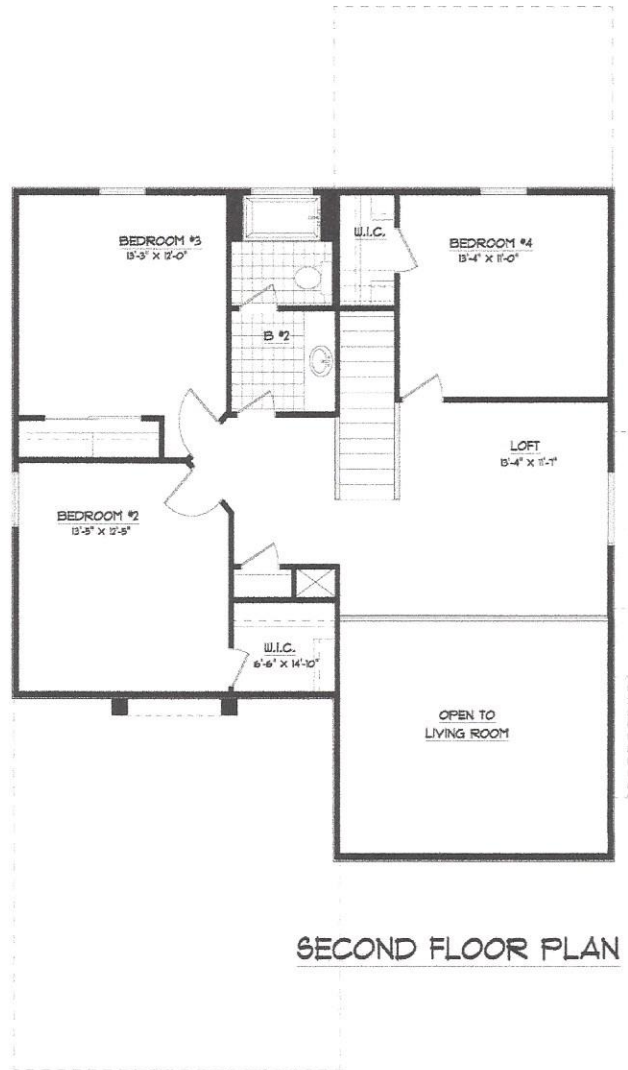 BEDROOM #3
13'-3" X 12'-0"
W.I.C.
BEDROOM #4
13'-4" X 11'-0"
B #2
LOFT
15'-4" X 11'-7"
BEDROOM #2
13'-5" X 12'-5"
W.I.C.
6'-6" X 14'-10"
OPEN TO
LIVING ROOM
SECOND FLOOR PLAN